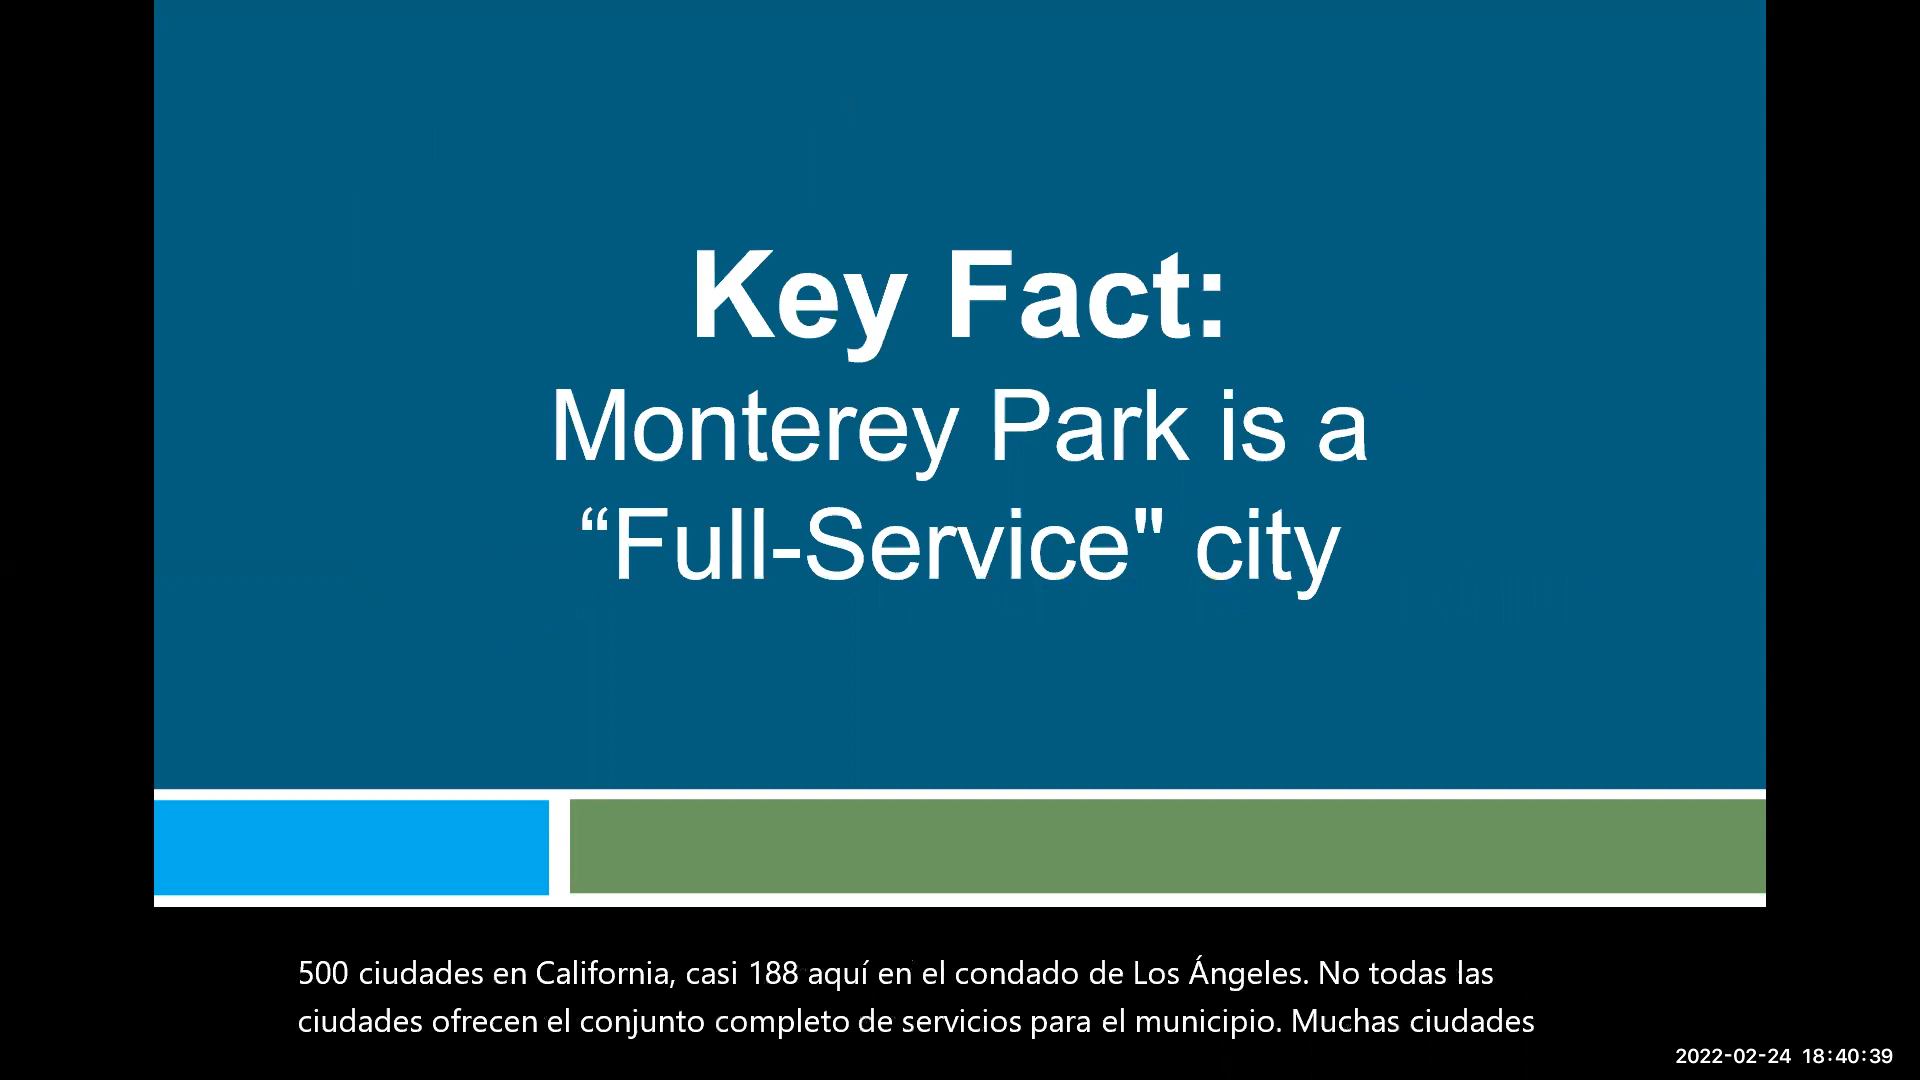 Key Fact:
Monterey Park is a
“Full-Service" city
500 ciudades en California, casi 188 aquí en el condado de Los Ángeles. No todas las
ciudades ofrecen el conjunto completo de servicios para el municipio. Muchas ciudades
2022-02-24 18:40:39